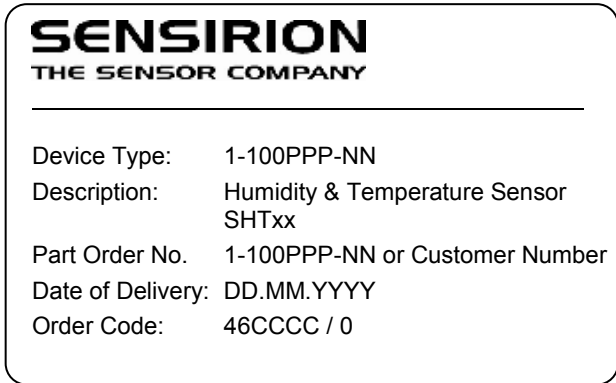 SENSIRION
THE SENSOR COMPANY
Device Type: 1-100PPP-NN
Description: Humidity & Temperature Sensor
SHTxx
Part Order No. 1-100PPP-NN or Customer Number
Date of Delivery: DD.MM.YYYY
Order Code: 46CCCC / 0